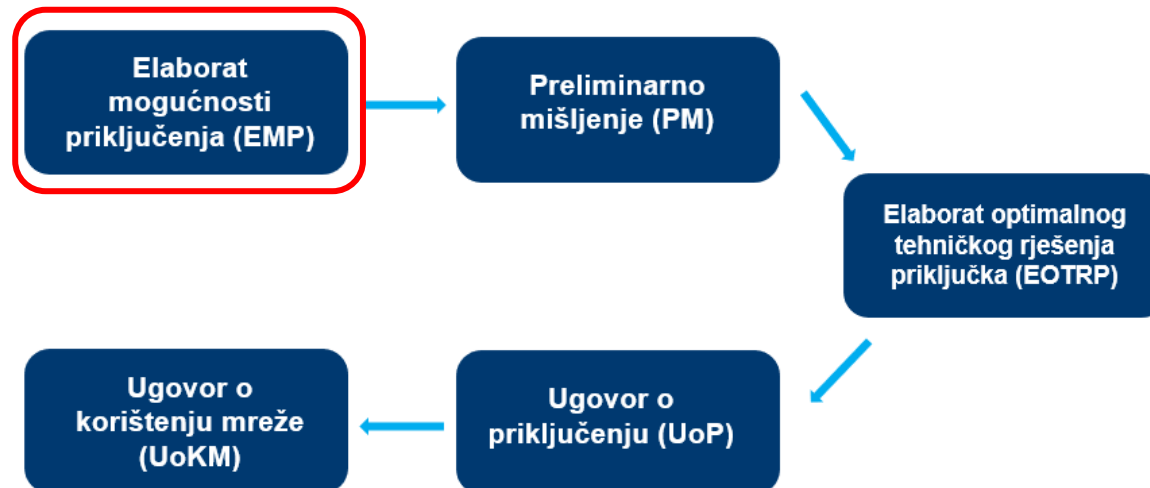 Elaborat
mogućnosti
priključenja (EMP)
Preliminarno
mišljenje (PM)
Elaborat optimalnog
tehničkog rješenja
priključka (EOTRP)
Ugovor o
priključenju (UoP)
Ugovor o
korištenju mreže
(UoKM)